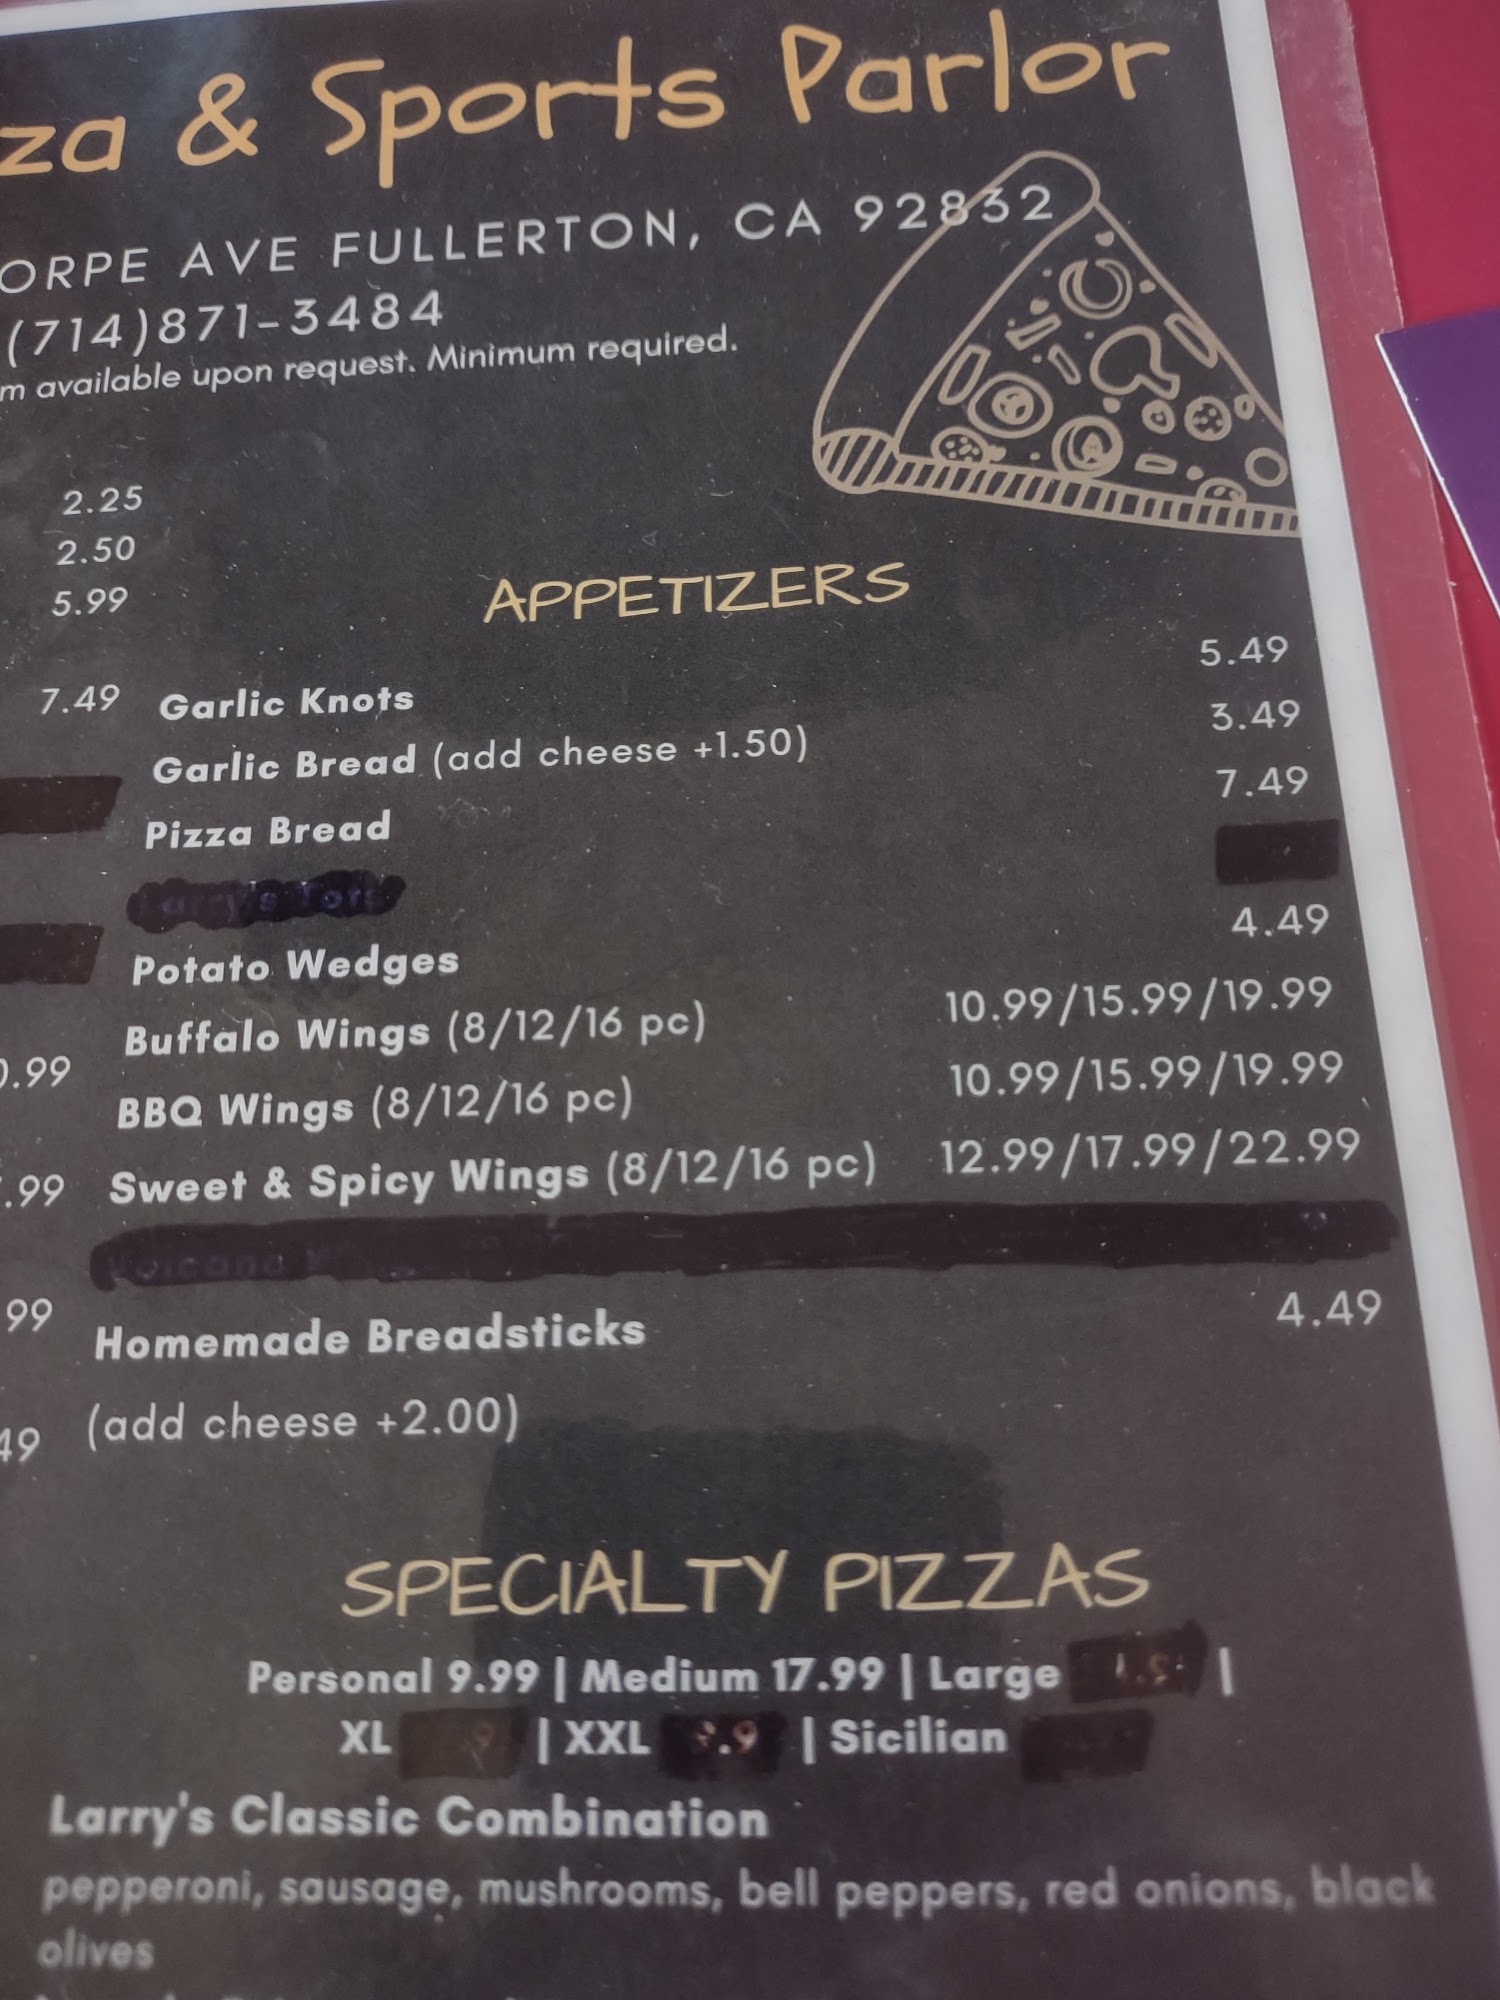 za & Sports Parlor
ORPE AVE FULLERTON, CA 92832
(714)871-3484
m available upon request. Minimum required.
2.25
2.50
5.99
7.49
0.99
.99
99
49
APPETIZERS
Garlic Knots 5.49
Garlic Bread (add cheese +1.50) 3.49
Pizza Bread 7.49
Larry's Tots
Potato Wedges 4.49
Buffalo Wings (8/12/16 pc) 10.99/15.99/19.99
BBQ Wings (8/12/16 pc) 10.99/15.99/19.99
Sweet & Spicy Wings (8/12/16 pc) 12.99/17.99/22.99
Volcano
Homemade Breadsticks 4.49
(add cheese +2.00)
SPECIALTY PIZZAS
Personal 9.99 | Medium 17.99 | Large |
XL | XXL | Sicilian
Larry's Classic Combination
pepperoni, sausage, mushrooms, bell peppers, red onions, black
olives